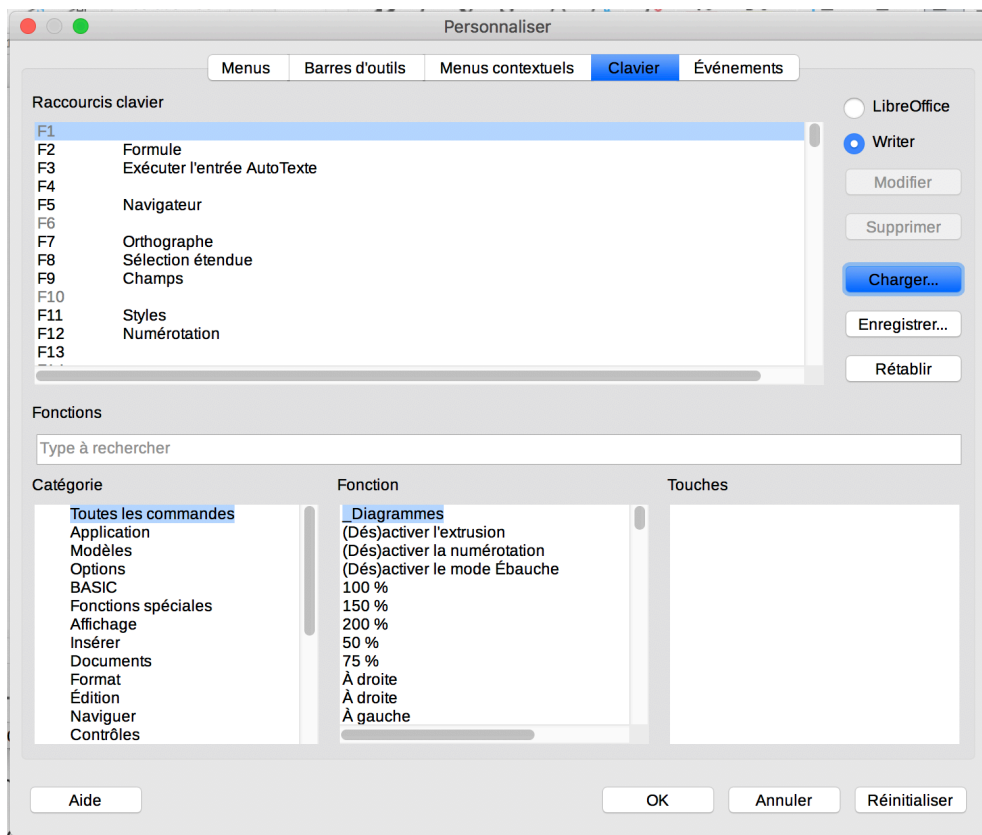 Personnaliser
Menus
Barres d'outils
Menus contextuels
Clavier
Événements
Raccourcis clavier
LibreOffice
Writer
Modifier
Supprimer
Charger...
Enregistrer...
Rétablir
F1
F2 Formule
F3 Exécuter l'entrée AutoTexte
F4
F5 Navigateur
F6
F7 Orthographe
F8 Sélection étendue
F9 Champs
F10
F11 Styles
F12 Numérotation
F13
Fonctions
Type à rechercher
Catégorie
Toutes les commandes
Application
Modèles
Options
BASIC
Fonctions spéciales
Affichage
Insérer
Documents
Format
Édition
Naviguer
Contrôles
Fonction
_Diagrammes
(Dés)activer l'extrusion
(Dés)activer la numérotation
(Dés)activer le mode Ébauche
100 %
150 %
200 %
50 %
75 %
À droite
À droite
À gauche
Touches
Aide
OK
Annuler
Réinitialiser